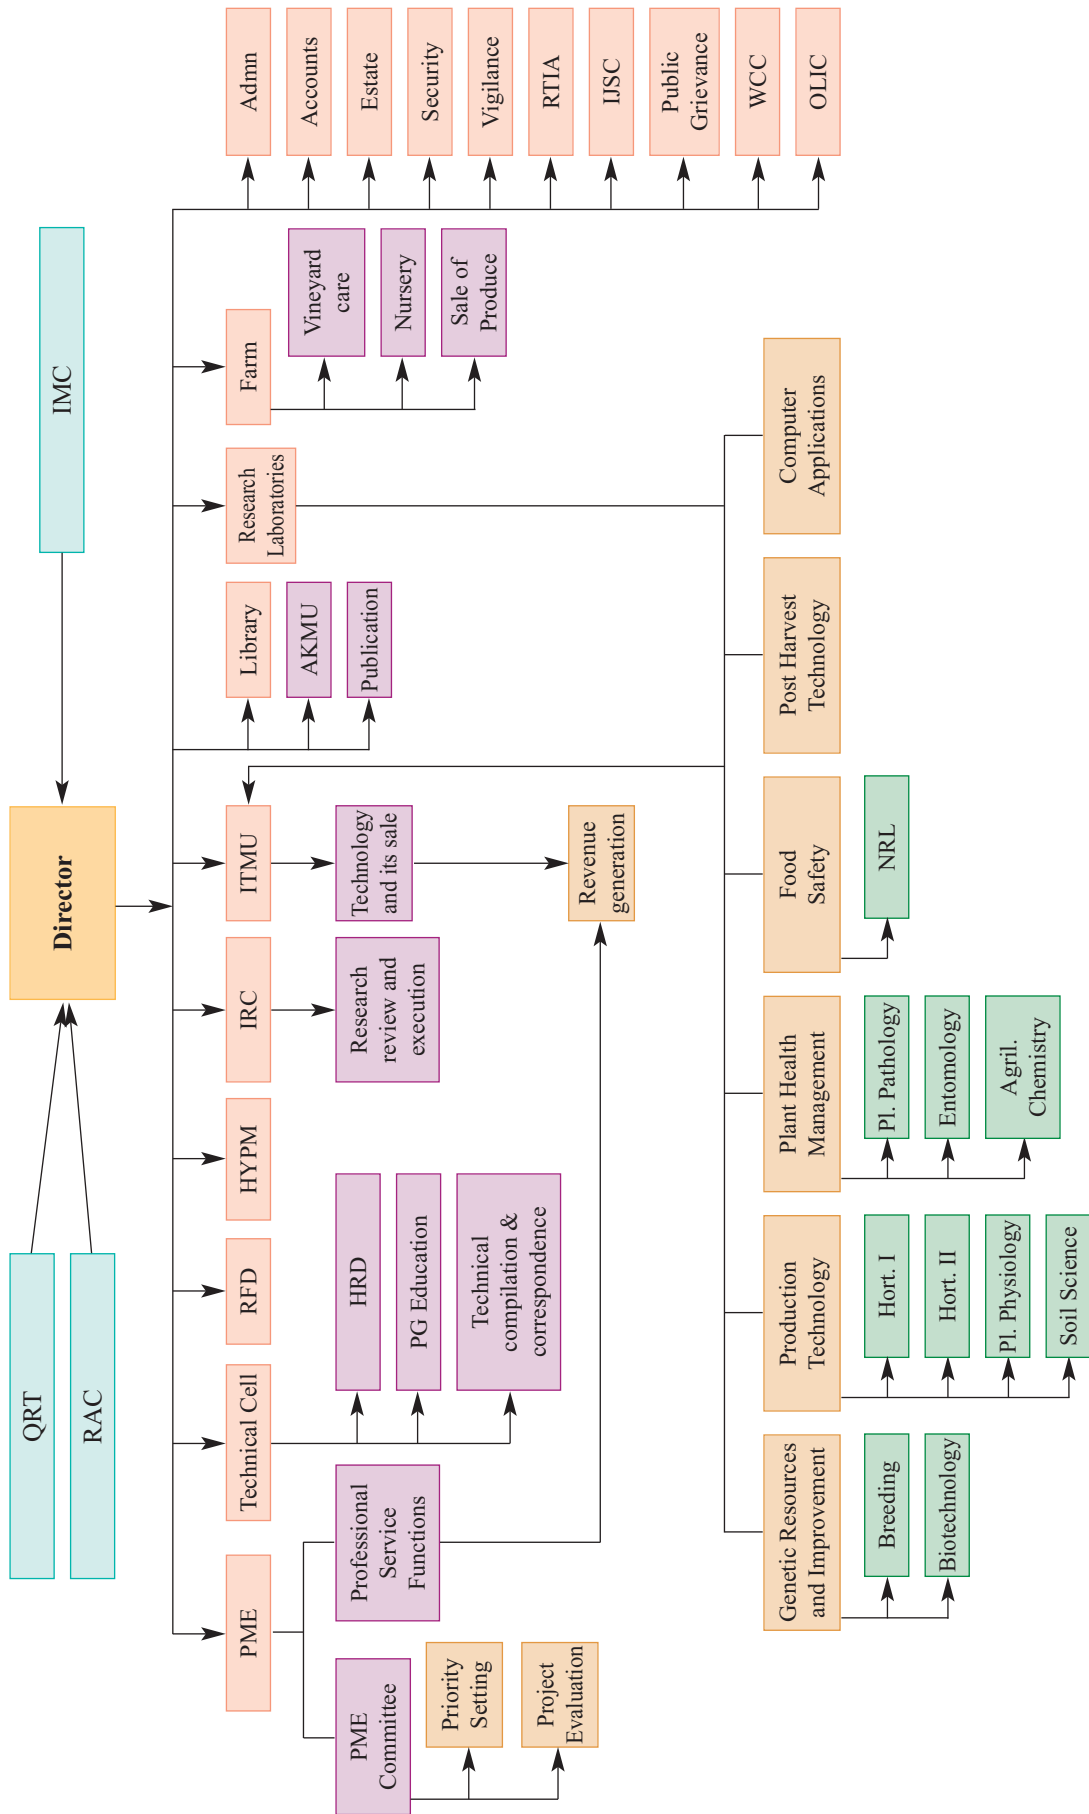 QRT
RAC
Director
IMC
PME
Technical Cell
RFD
HYPM
IRC
ITMU
Library
AKMU
Publication
Research
Laboratories
Farm
Vineyard
care
Nursery
Sale of
Produce
Admn
Accounts
Estate
Security
Vigilance
RTIA
IJSC
Public
Grievance
WCC
OLIC
PME
Committee
Professional
Service
Functions
Priority
Setting
Project
Evaluation
HRD
PG Education
Technical
compilation &
correspondence
Research
review and
execution
Technology
and its sale
Revenue
generation
Genetic Resources
and Improvement
Breeding
Biotechnology
Production
Technology
Hort. I
Hort. II
Pl. Physiology
Soil Science
Plant Health
Management
Pl. Pathology
Entomology
Agril.
Chemistry
Food
Safety
NRL
Post Harvest
Technology
Computer
Applications